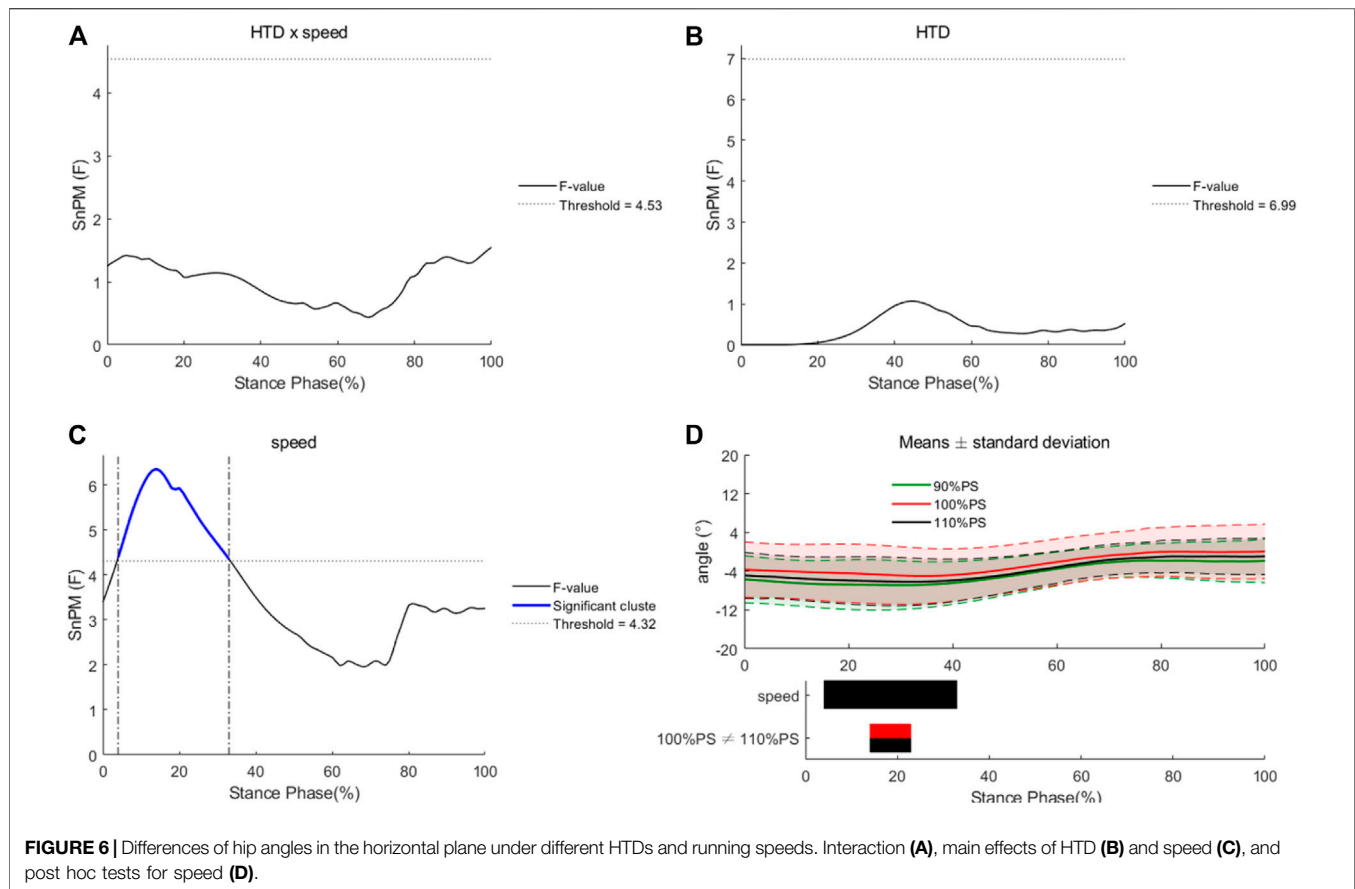 A
HTD x speed
SnPM (F)
4
3
2
1
0
0 20 40 60 80 100
Stance Phase(%)
F-value
Threshold = 4.53
B
HTD
SnPM (F)
7
6
5
4
3
2
1
0
0 20 40 60 80 100
Stance Phase(%)
F-value
Threshold = 6.99
C
speed
SnPM (F)
6
5
4
3
2
1
0
0 20 40 60 80 100
Stance Phase(%)
F-value
Significant cluste
Threshold = 4.32
D
Means ± standard deviation
angle (°)
20
12
4
-4
-12
-20
90%PS
100%PS
110%PS
0 20 40 60 80 100
speed
100%PS ≠ 110%PS
0 20 40 60 80 100
Stance Phase(%)
FIGURE 6 | Differences of hip angles in the horizontal plane under different HTDs and running speeds. Interaction (A), main effects of HTD (B) and speed (C), and
post hoc tests for speed (D).